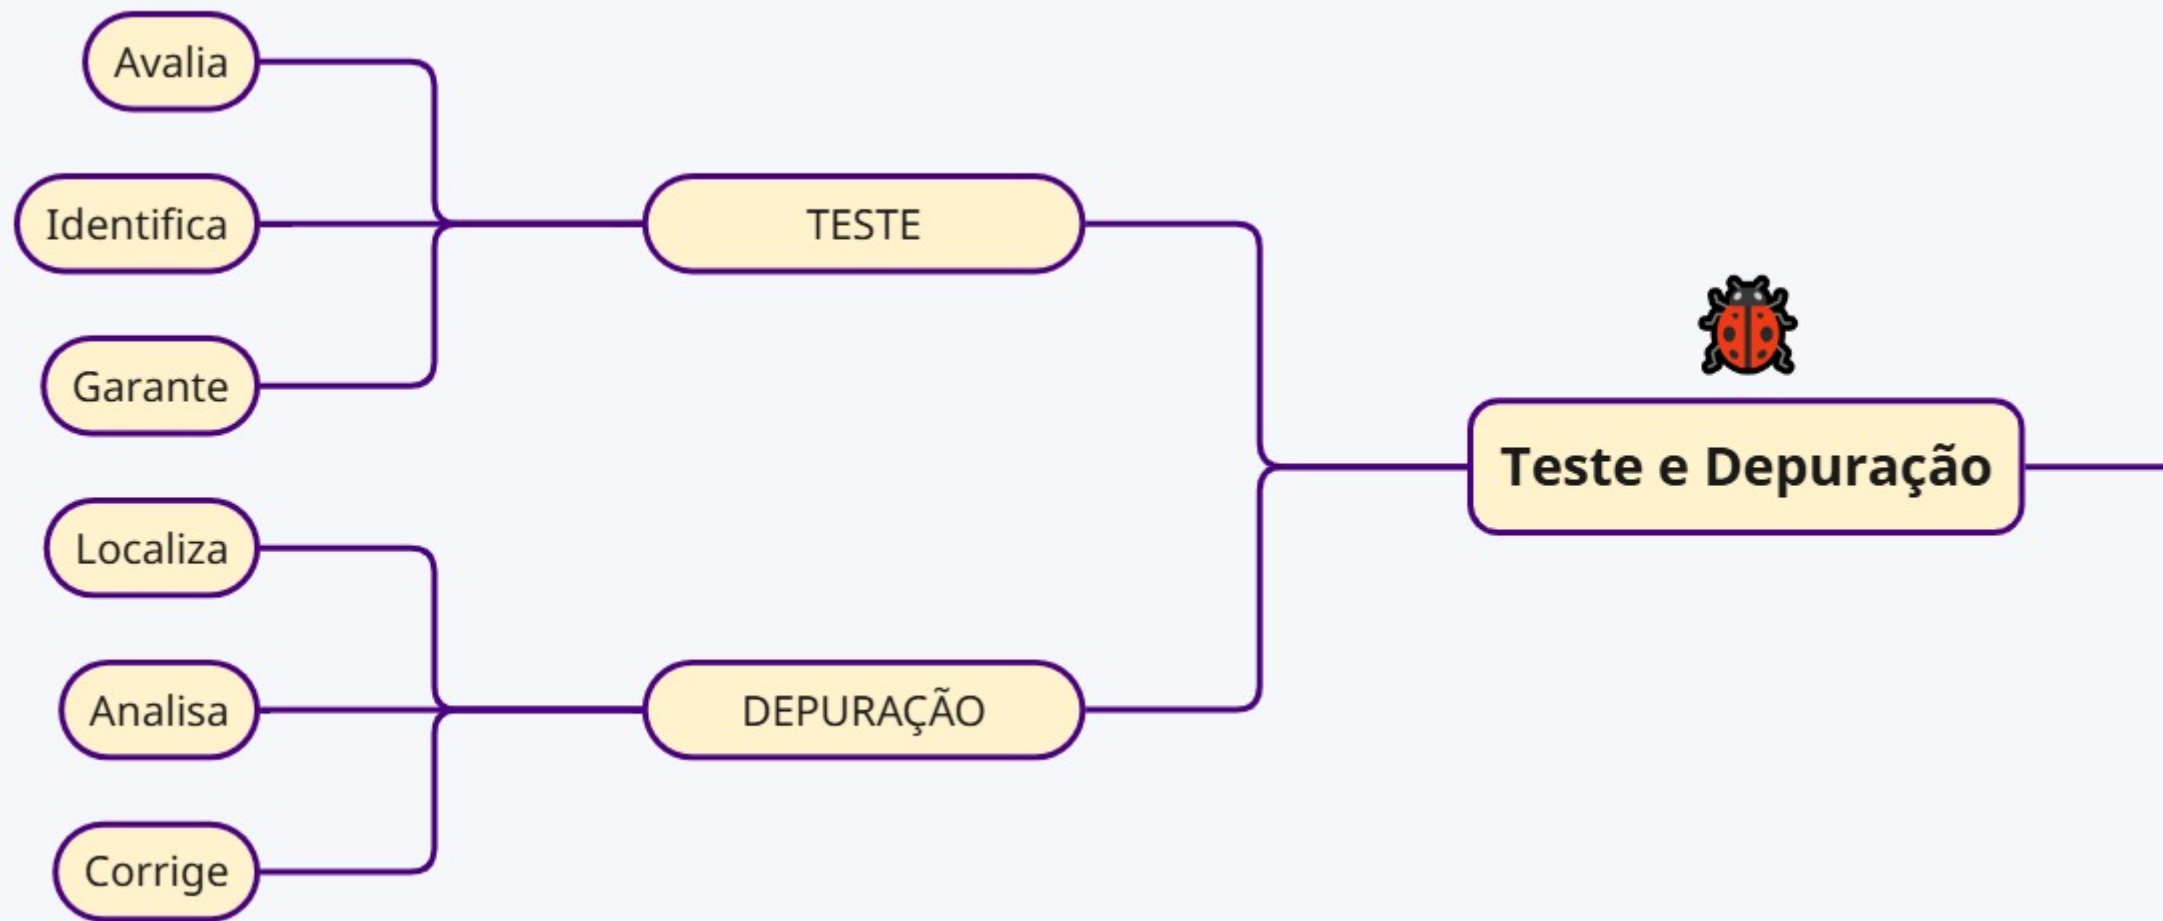 Avalia
Identifica
Garante
TESTE
Localiza
Analisa
Corrige
DEPURAÇÃO
Teste e Depuração